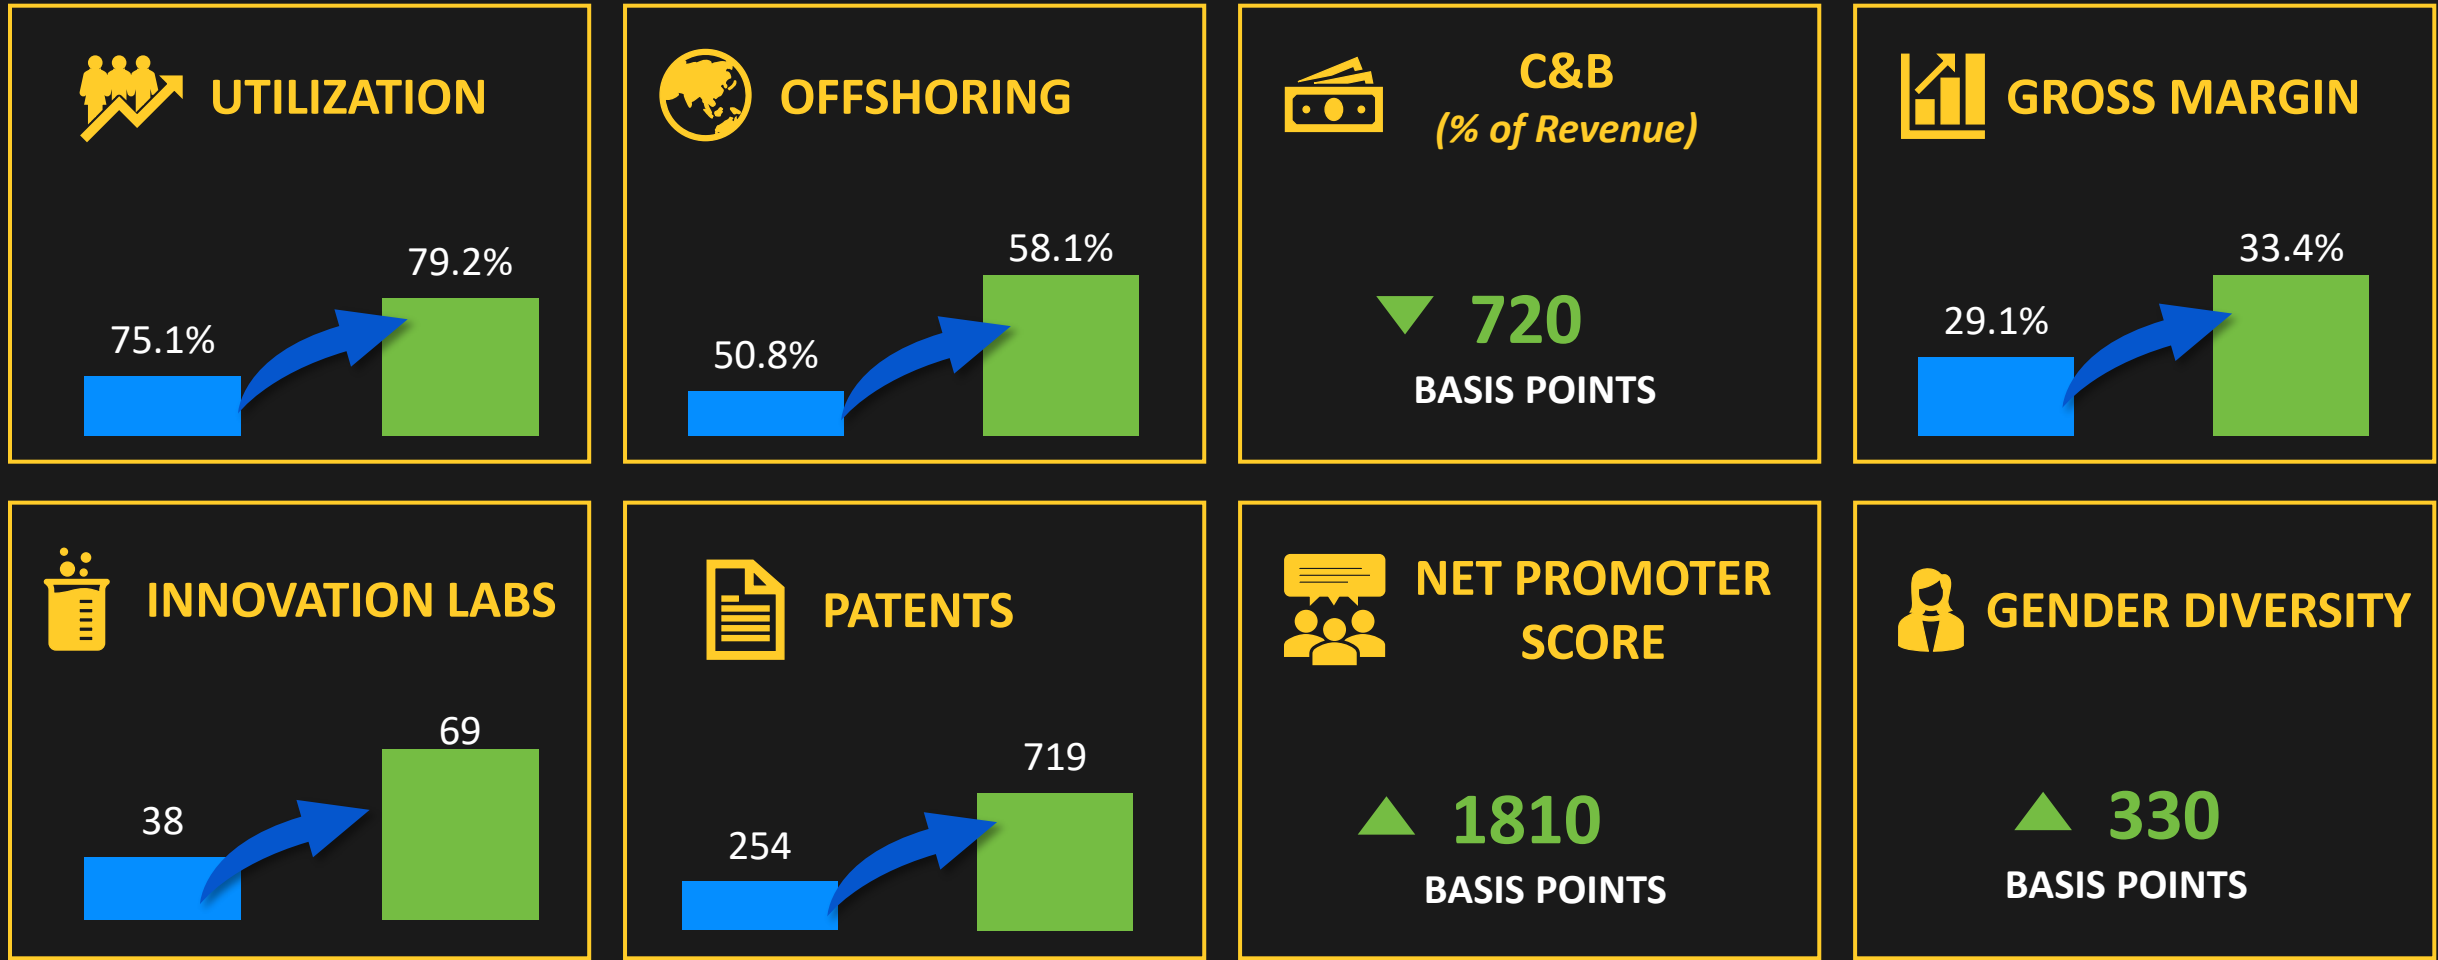 UTILIZATION
79.2%
75.1%
OFFSHORING
58.1%
50.8%
C&B
(% of Revenue)
720
BASIS POINTS
GROSS MARGIN
33.4%
29.1%
INNOVATION LABS
69
38
PATENTS
719
254
NET PROMOTER
SCORE
1810
BASIS POINTS
GENDER DIVERSITY
330
BASIS POINTS